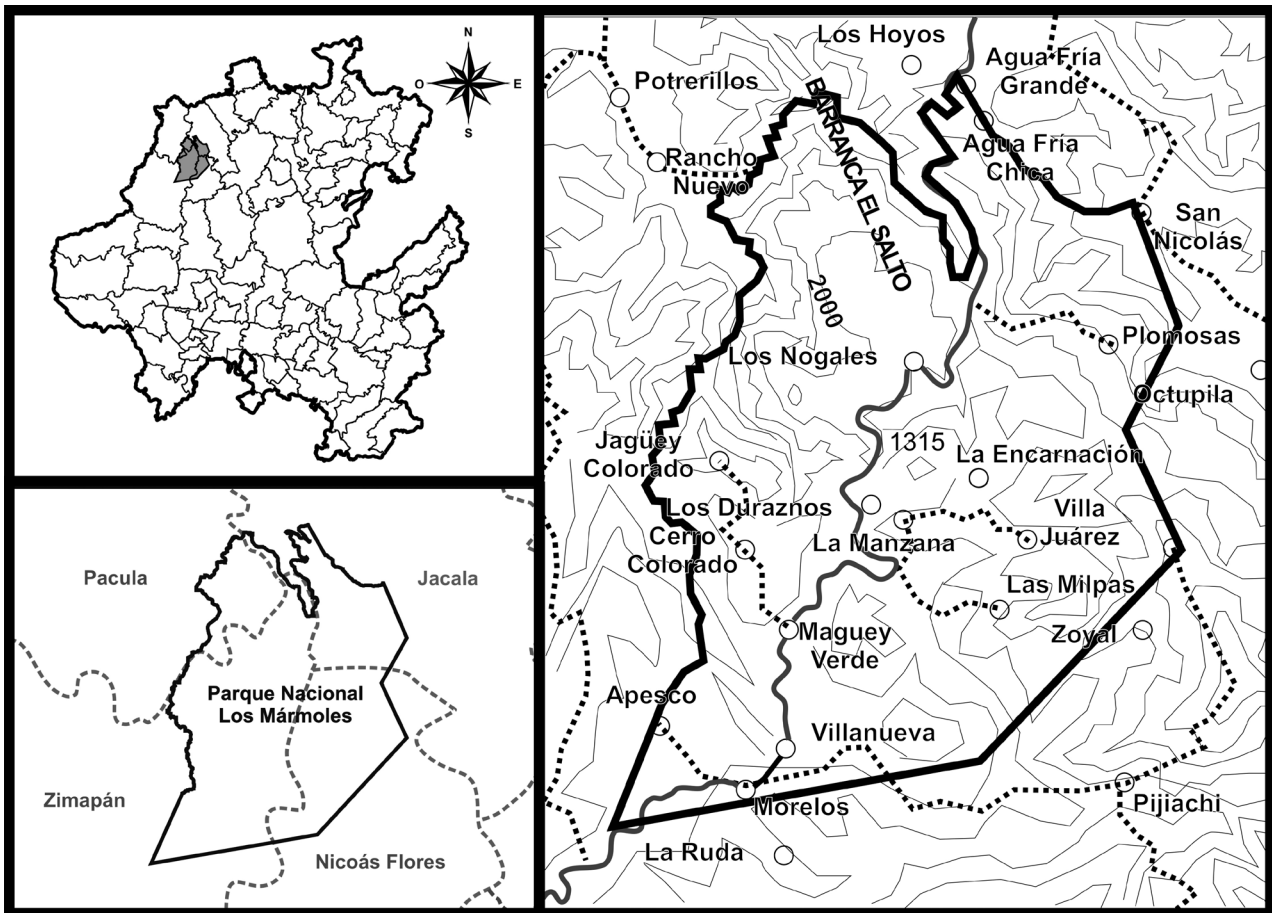 N
O
E
S
Pacula
Jacala
Parque Nacional
Los Mármoles
Zimapán
Nicoás Flores
Los Hoyos
Agua Fría
Grande
Potrerillos
BARRANCA EL SALTO
Agua Fría
Chica
Rancho
Nuevo
San
Nicolás
2000
Plomosas
Los Nogales
Octupila
Jagüey
Colorado
1315
La Encarnación
Los Duraznos
Villa
Juárez
Cerro
Colorado
La Manzana
Las Milpas
Maguey
Verde
Zoyal
Apesco
Villanueva
Morelos
Pijiachi
La Ruda